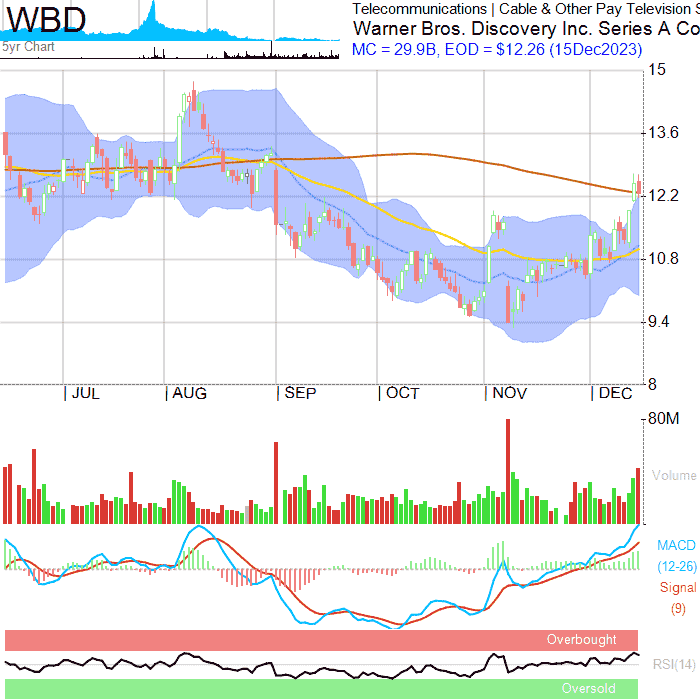 WBD
5yr Chart
Telecommunications | Cable & Other Pay Television S
Warner Bros. Discovery Inc. Series A Co
MC = 29.9B, EOD = $12.26 (15Dec2023)
15
13.6
12.2
10.8
9.4
8
JUL AUG SEP OCT NOV DEC
80M
Volume
MACD
(12-26)
Signal
(9)
Overbought
RSI(14)
Oversold